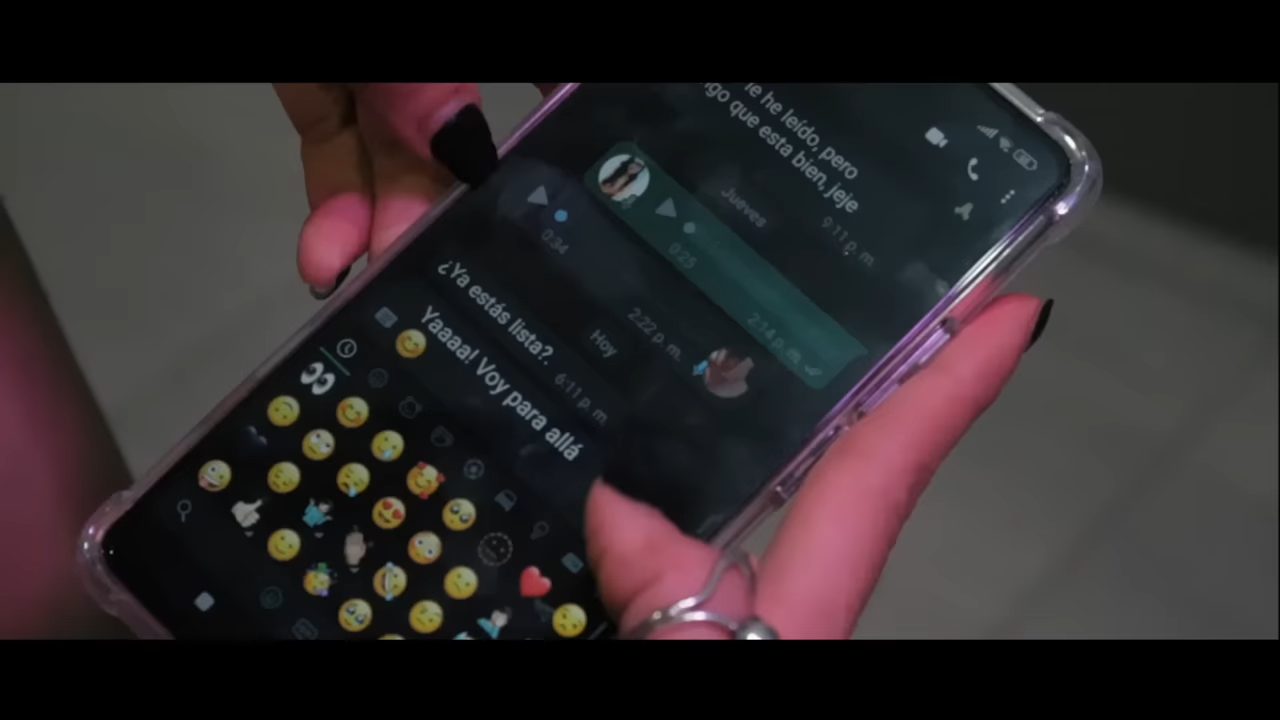 le he leído, pero
go que esta bien, jeje
9:11 p. m.
Jueves
0:25
2:14 p. m.
0:34
2:22 p. m.
Hoy
¿Ya estás lista?. 6:11 p. m.
Yaaaa! Voy para allá